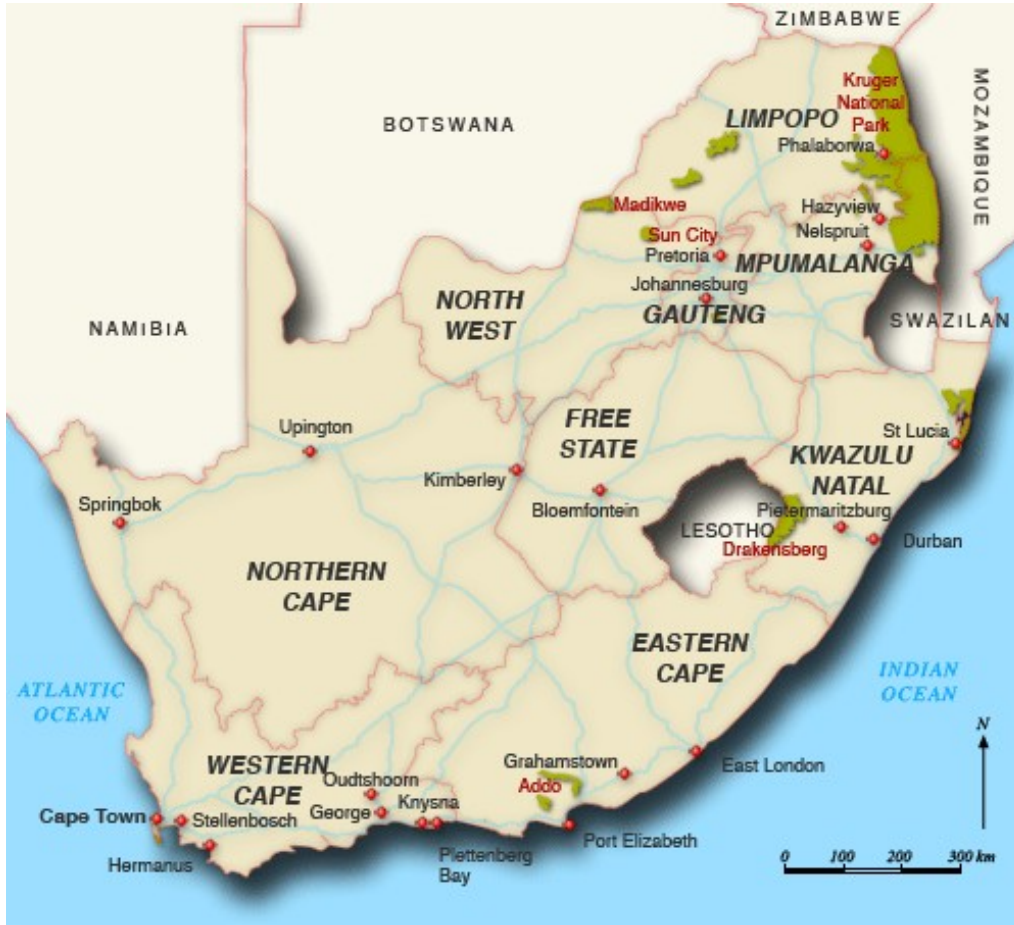 ZIMBABWE
Kruger
National
Park
MOZAMBIQUE
BOTSWANA
LIMPOPO
Phalaborwa
Madikwe
Hazyview
Sun City
Nelspruit
Pretoria
MPUMALANGA
Johannesburg
NORTH
WEST
GAUTENG
NAMIBIA
SWAZILAN
FREE
STATE
Upington
St Lucia
KWAZULU
NATAL
Kimberley
Springbok
Bloemfontein
Pietermaritzburg
LESOTHO
Durban
Drakensberg
NORTHERN
CAPE
EASTERN
CAPE
ATLANTIC
OCEAN
INDIAN
OCEAN
N
WESTERN
CAPE
Grahamstown
East London
Oudtshoorn
Addo
Knysna
George
Cape Town
Stellenbosch
Port Elizabeth
Hermanus
Plettenberg
Bay
0 100 200 300 km